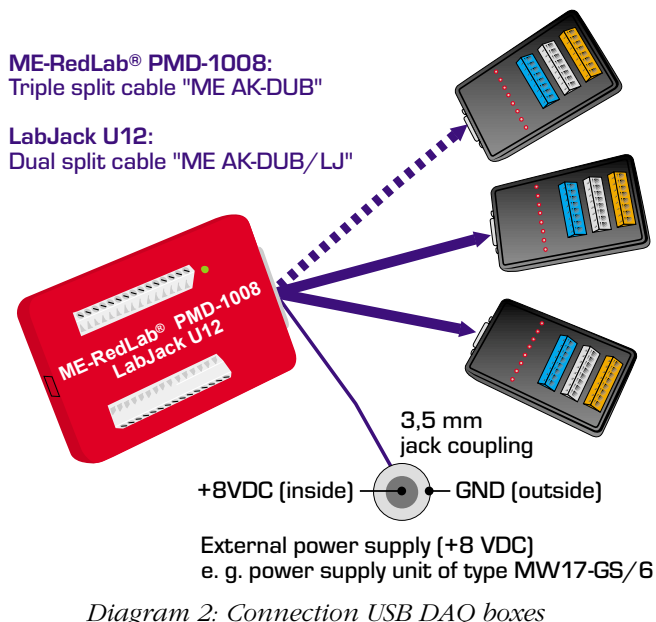 ME-RedLab® PMD-1008:
Triple split cable "ME AK-DUB"
LabJack U12:
Dual split cable "ME AK-DUB/LJ"
ME-RedLab® PMD-1008
LabJack U12
3,5 mm
jack coupling
+8VDC (inside)
GND (outside)
External power supply (+8 VDC)
e. g. power supply unit of type MW17-GS/6
Diagram 2: Connection USB DAQ boxes